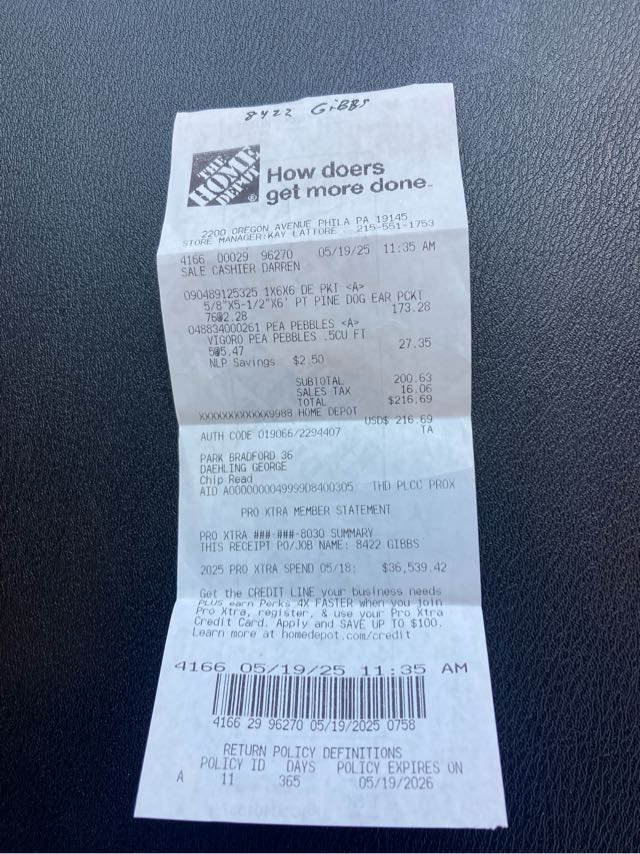 8422 GiBBS
THE HOME DEPOT
How doers
get more done.
2200 OREGON AVENUE PHILA PA 19145
STORE MANAGER:KAY LATTORE 215-551-1753
4166 00029 96270 05/19/25 11:35 AM
SALE CASHIER DARREN
090489125325 1X6X6 DE PKT <A>
5/8"X5-1/2"X6' PT PINE DOG EAR PCKT
76@2.28 173.28
048834000261 PEA PEBBLES <A>
VIGORO PEA PEBBLES .5CU FT
5@5.47 27.35
NLP Savings $2.50
SUBTOTAL 200.63
SALES TAX 16.06
TOTAL $216.69
XXXXXXXXXXXX9988 HOME DEPOT
USD$ 216.69
AUTH CODE 019066/2294407 TA
PARK BRADFORD 36
DAEHLING GEORGE
Chip Read
AID A000000004999908400305 THD PLCC PROX
PRO XTRA MEMBER STATEMENT
PRO XTRA ###-###-8030 SUMMARY
THIS RECEIPT PO/JOB NAME: 8422 GIBBS
2025 PRO XTRA SPEND 05/18: $36,539.42
Get the CREDIT LINE your business needs
PLUS earn Perks 4X FASTER when you join
Pro Xtra, register, & use your Pro Xtra
Credit Card. Apply and SAVE UP TO $100.
Learn more at homedepot.com/credit
4166 05/19/25 11:35 AM
4166 29 96270 05/19/2025 0758
RETURN POLICY DEFINITIONS
POLICY ID DAYS POLICY EXPIRES ON
A 11 365 05/19/2026